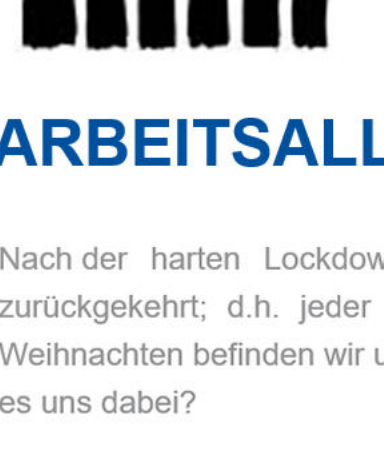 ARBEITSALL
Nach der harten Lockdow
zurückgekehrt; d.h. jeder
Weihnachten befinden wir u
es uns dabei?